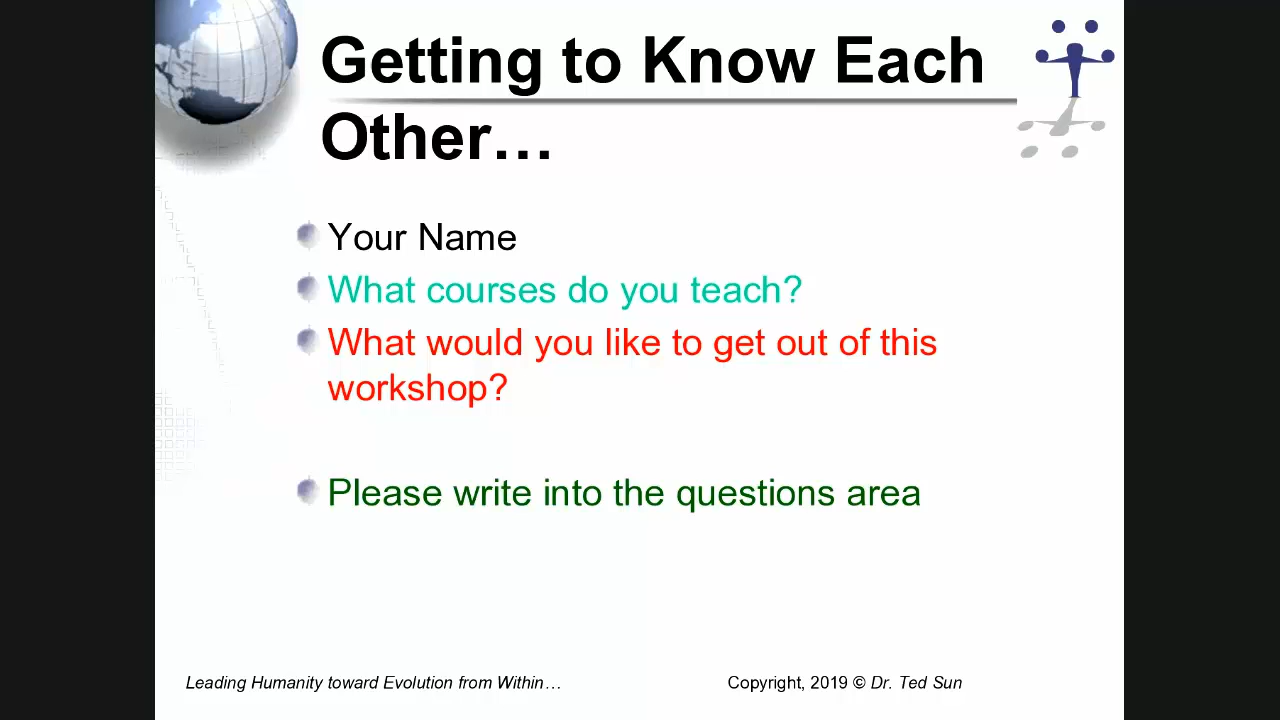 Getting to Know Each
Other…
Your Name
What courses do you teach?
What would you like to get out of this
workshop?
Please write into the questions area
Leading Humanity toward Evolution from Within…
Copyright, 2019 © Dr. Ted Sun